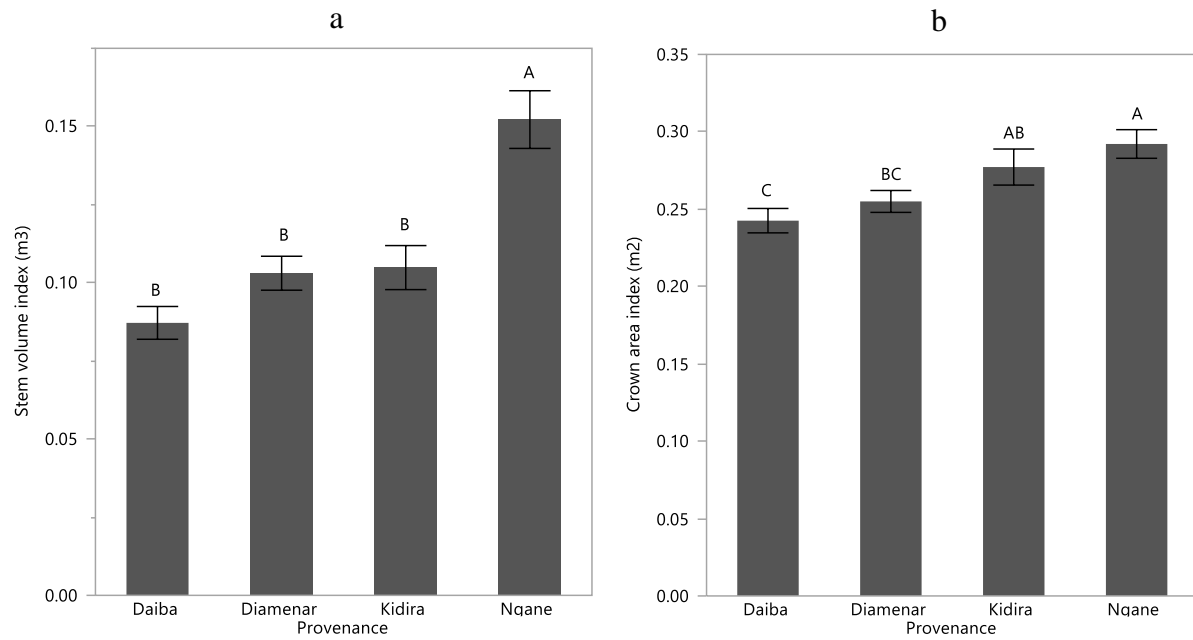 a
Stem volume index (m3)
0.15
0.10
0.05
0.00
B
B
B
A
Daiba Diamenar Kidira Ngane
Provenance
b
Crown area index (m2)
0.35
0.30
0.25
0.20
0.15
0.10
0.05
0.00
C
BC
AB
A
Daiba Diamenar Kidira Ngane
Provenance